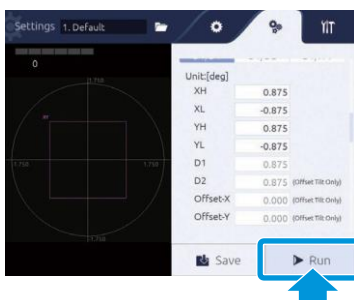 Settings 1. Default
YIT
0
1.750
Unit:[deg]
XH 0.875
XL -0.875
YH 0.875
YL -0.875
D1 0.875
D2 0.875 (Offset Tilt Only)
Offset-X 0.000 (Offset Tilt Only)
Offset-Y 0.000 (Offset Tilt Only)
-1.750 1.750
-1.750
Save Run